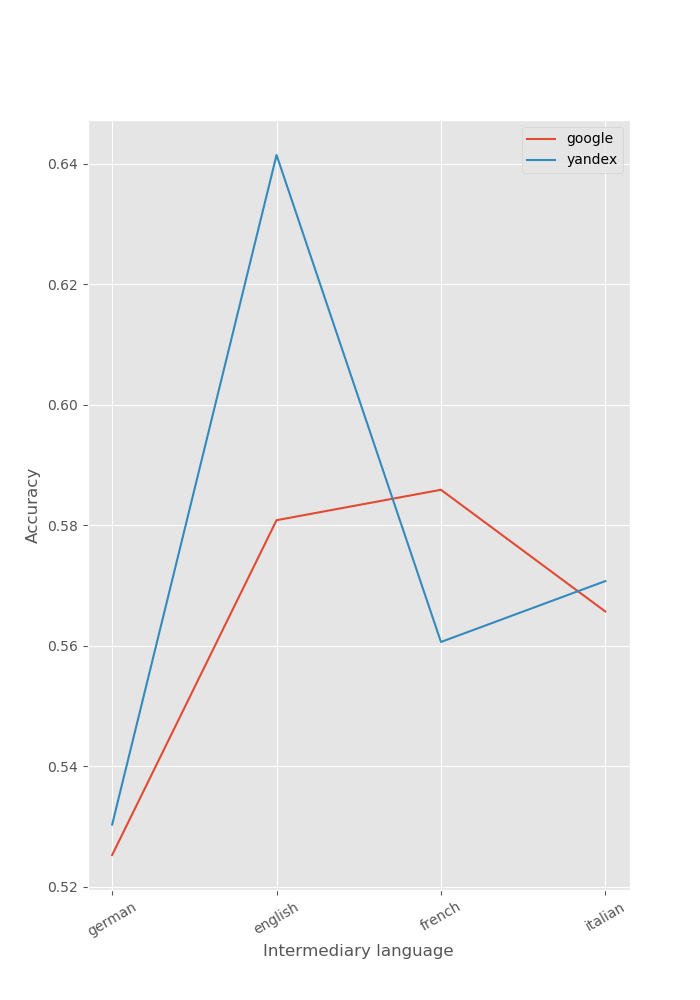 google
yandex
0.64
0.62
0.60
0.58
0.56
0.54
0.52
Accuracy
german
english
french
italian
Intermediary language